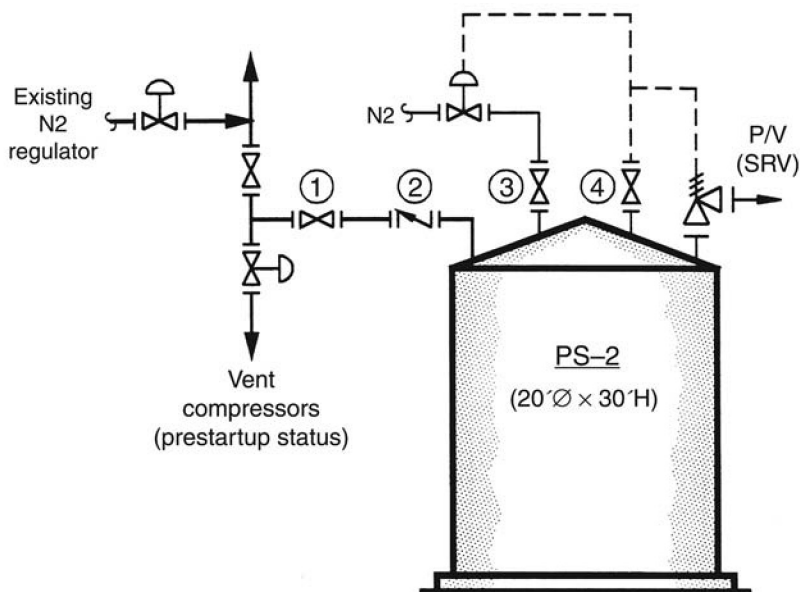 Existing
N2
regulator
N2
P/V
(SRV)
1
2
3
4
Vent
compressors
(prestartup status)
PS–2
(20´Ø × 30´H)